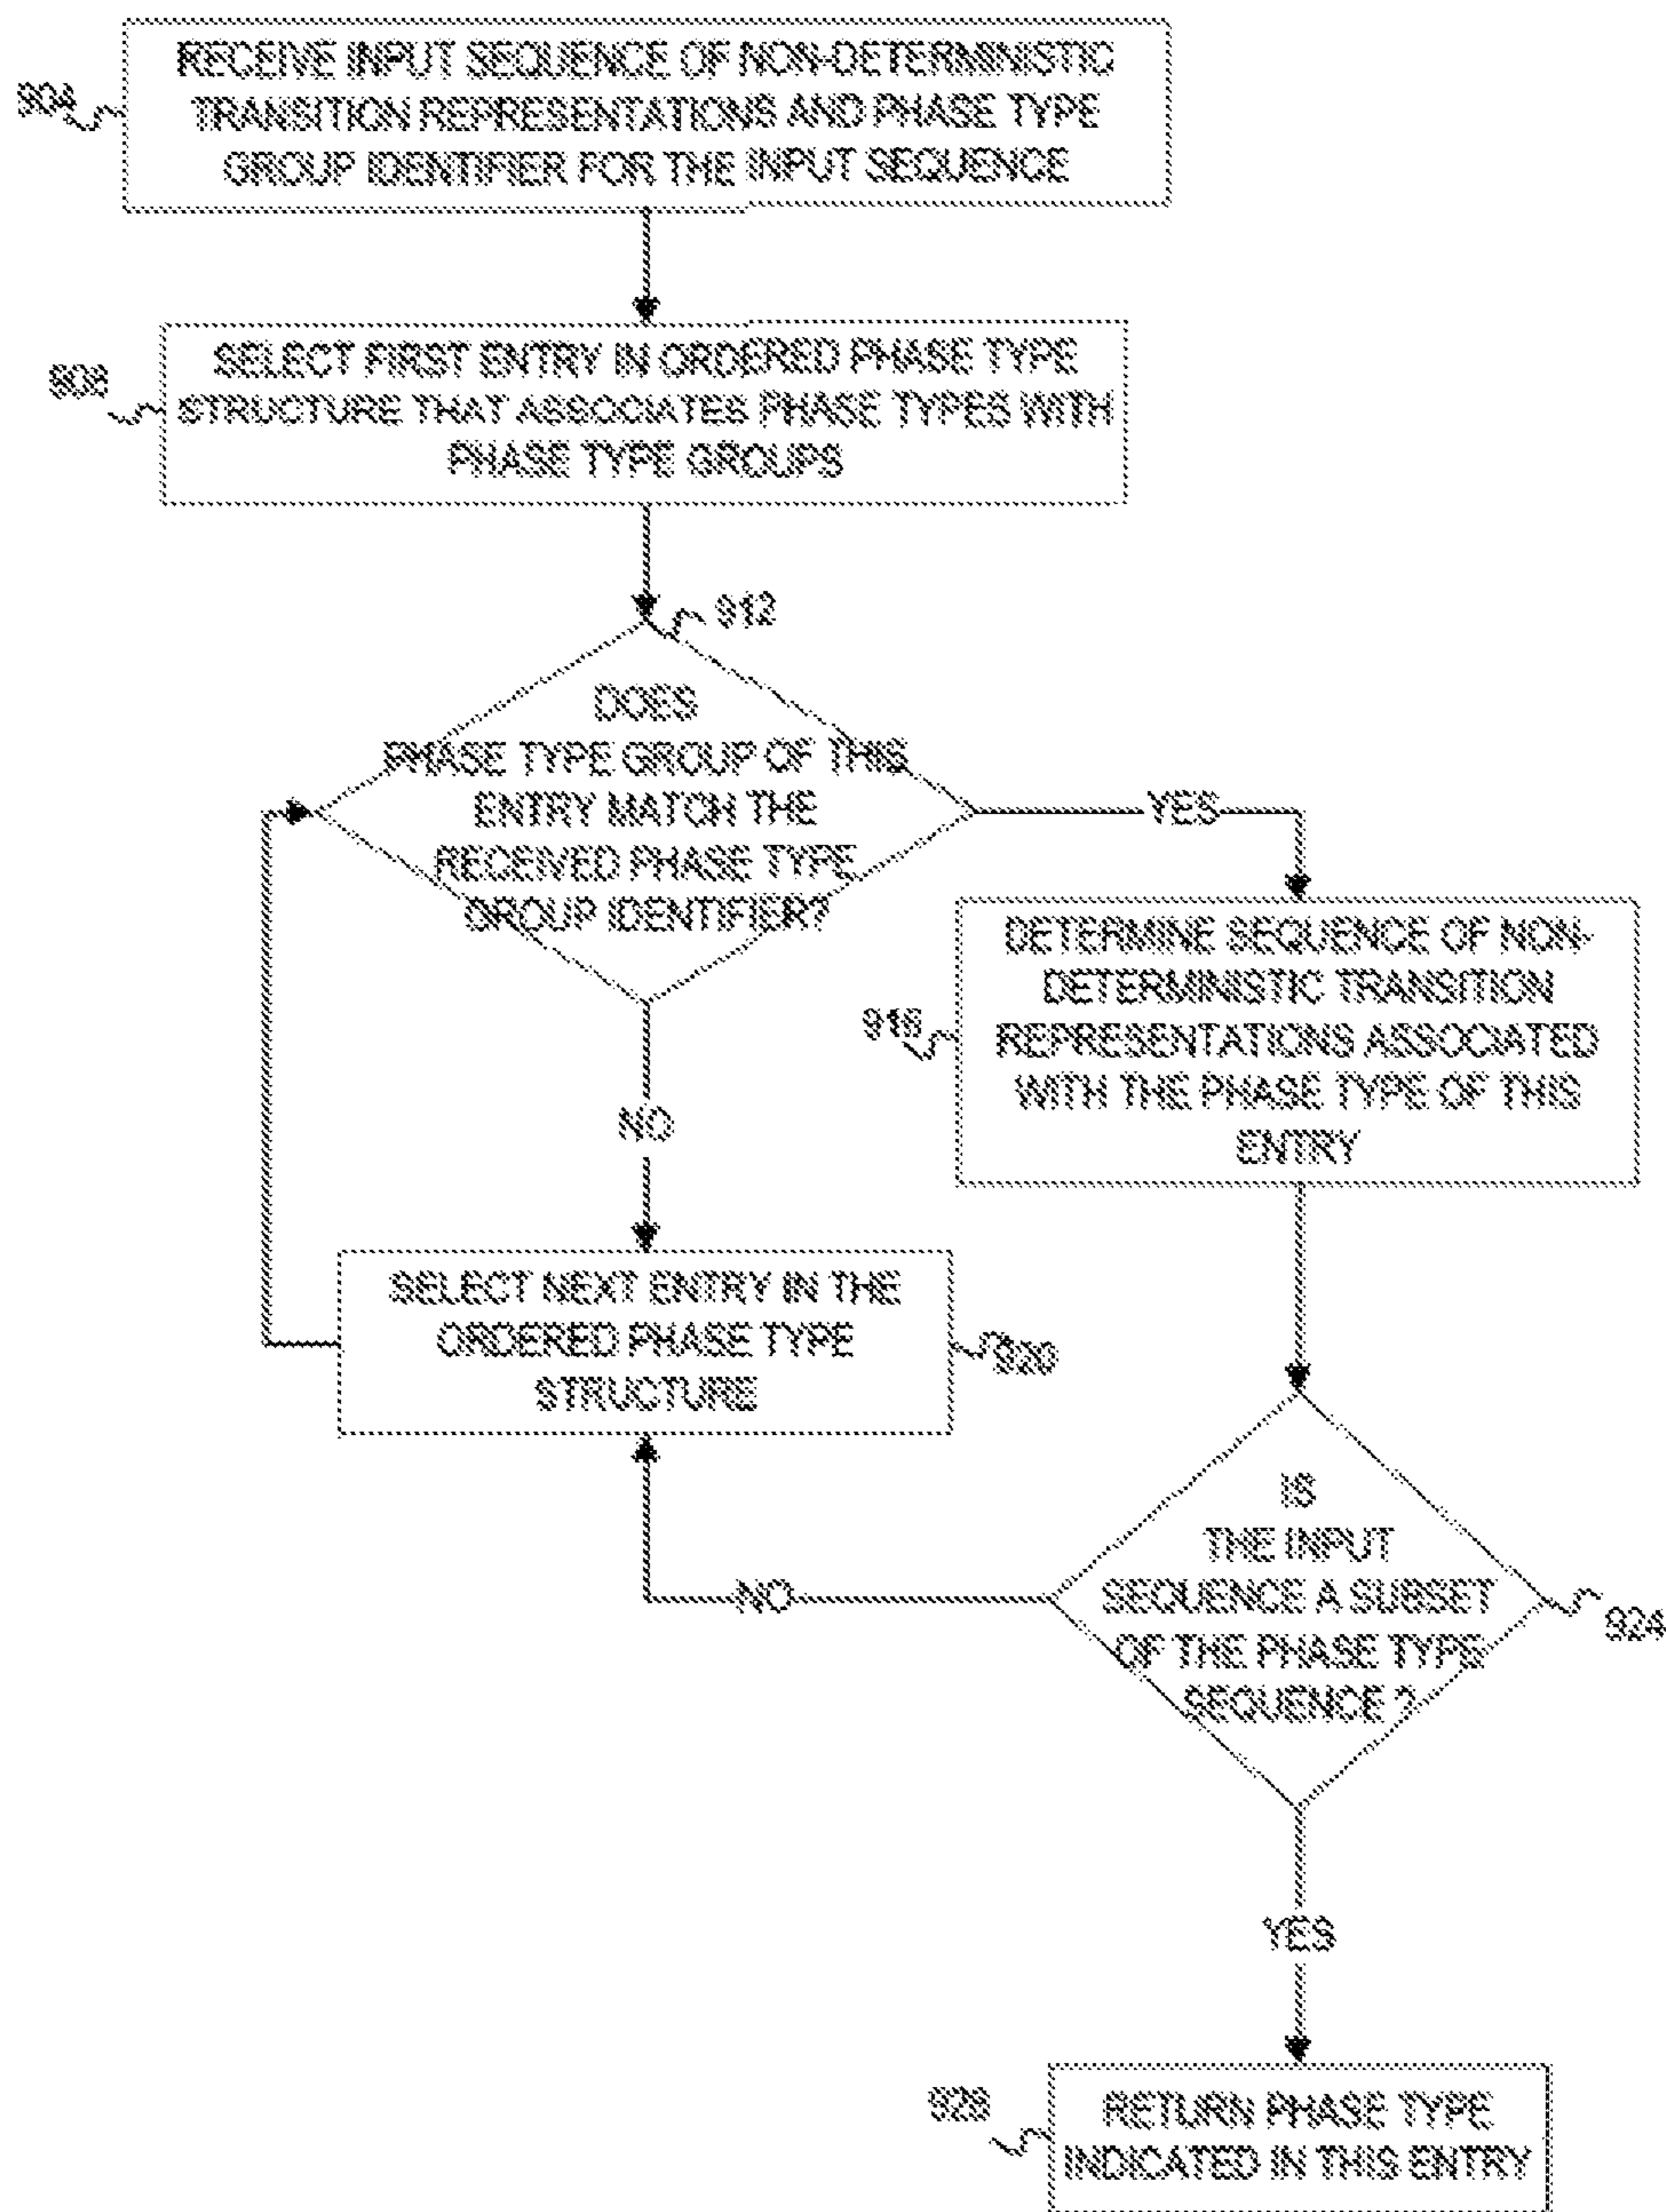 904
RECEIVE INPUT SEQUENCE OF NON-DETERMINISTIC
TRANSITION REPRESENTATIONS AND PHASE TYPE
GROUP IDENTIFIER FOR THE INPUT SEQUENCE
908
SELECT FIRST ENTRY IN ORDERED PHASE TYPE
STRUCTURE THAT ASSOCIATES PHASE TYPES WITH
PHASE TYPE GROUPS
912
DOES
PHASE TYPE GROUP OF THIS
ENTRY MATCH THE
RECEIVED PHASE TYPE
GROUP IDENTIFIER?
YES
NO
916
DETERMINE SEQUENCE OF NON-
DETERMINISTIC TRANSITION
REPRESENTATIONS ASSOCIATED
WITH THE PHASE TYPE OF THIS
ENTRY
SELECT NEXT ENTRY IN THE
ORDERED PHASE TYPE
STRUCTURE
920
IS
THE INPUT
SEQUENCE A SUBSET
OF THE PHASE TYPE
SEQUENCE ?
924
NO
YES
928
RETURN PHASE TYPE
INDICATED IN THIS ENTRY